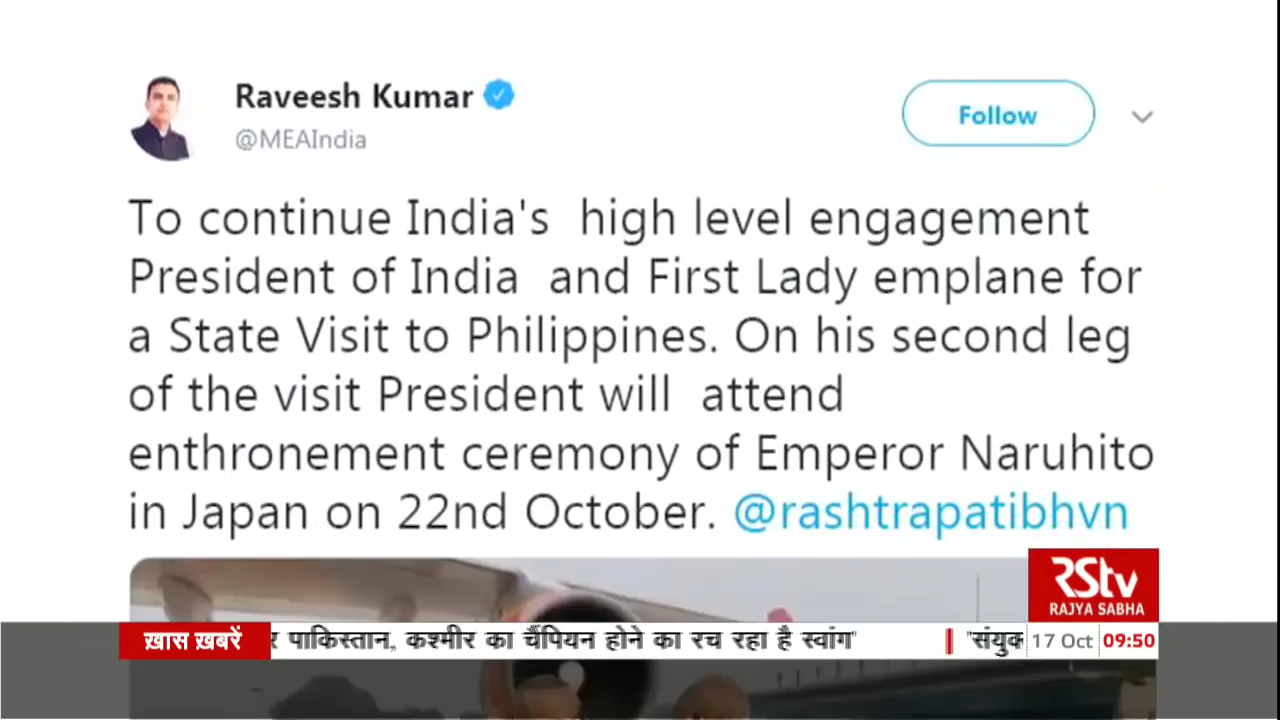 Raveesh Kumar
@MEAIndia
Follow
To continue India's high level engagement
President of India and First Lady emplane for
a State Visit to Philippines. On his second leg
of the visit President will attend
enthronement ceremony of Emperor Naruhito
in Japan on 22nd October. @rashtrapatibhvn
RStv
RAJYA SABHA
ख़ास ख़बरें पाकिस्तान, कश्मीर का चैंपियन होने का रच रहा है स्वांग" | 17 Oct 09:50